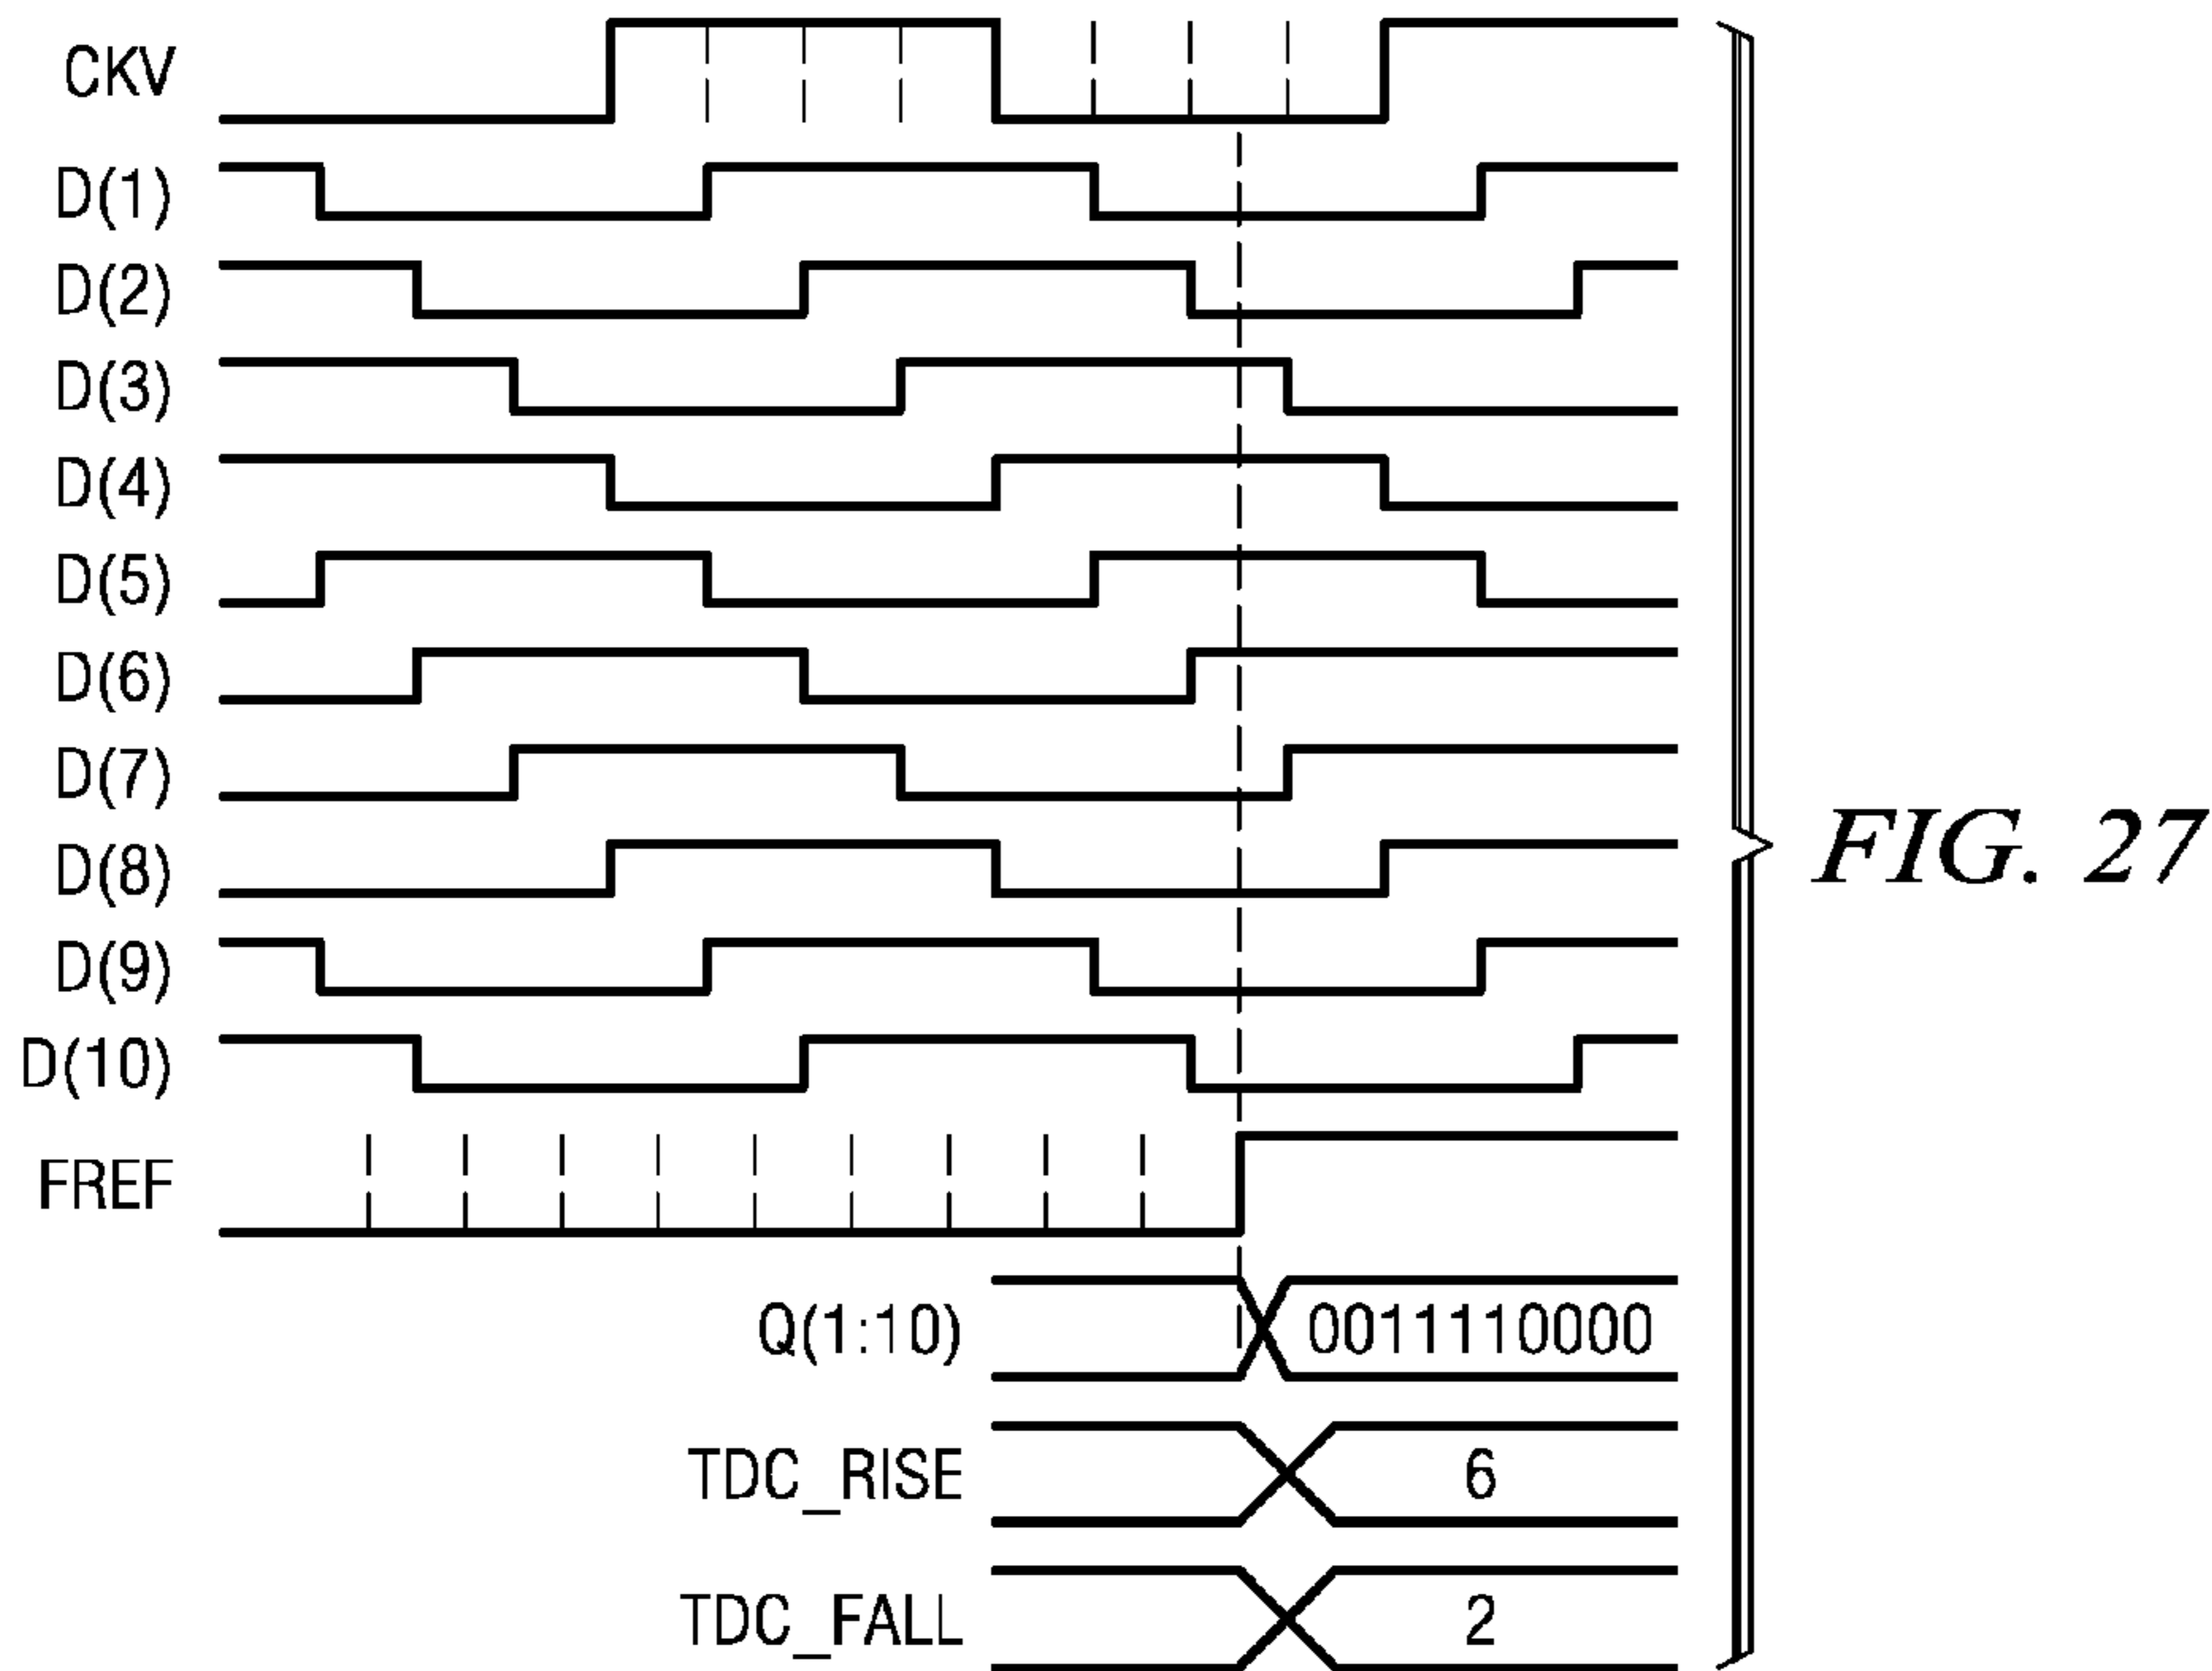 CKV
D(1)
D(2)
D(3)
D(4)
D(5)
D(6)
D(7)
D(8)
D(9)
D(10)
FREF
Q(1:10) 0011110000
TDC_RISE 6
TDC_FALL 2
FIG. 27